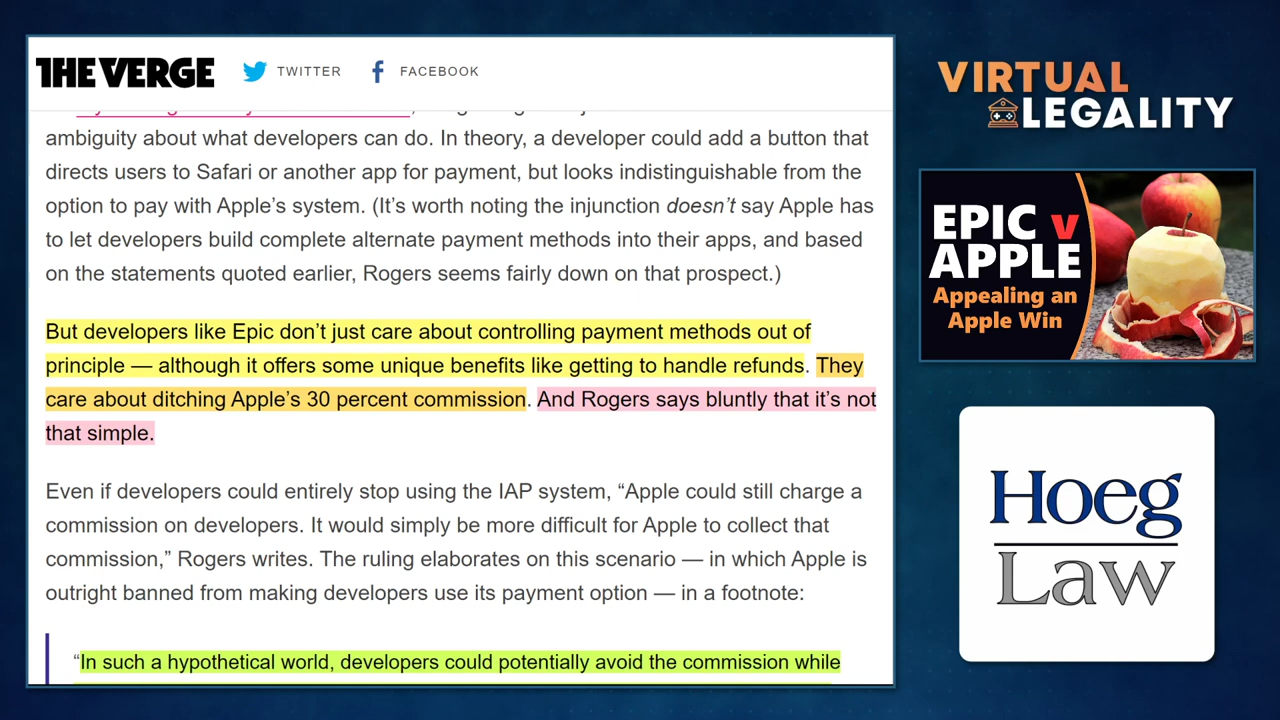 THE VERGE TWITTER FACEBOOK
ambiguity about what developers can do. In theory, a developer could add a button that
directs users to Safari or another app for payment, but looks indistinguishable from the
option to pay with Apple’s system. (It’s worth noting the injunction doesn’t say Apple has
to let developers build complete alternate payment methods into their apps, and based
on the statements quoted earlier, Rogers seems fairly down on that prospect.)
But developers like Epic don’t just care about controlling payment methods out of
principle — although it offers some unique benefits like getting to handle refunds. They
care about ditching Apple’s 30 percent commission. And Rogers says bluntly that it’s not
that simple.
Even if developers could entirely stop using the IAP system, “Apple could still charge a
commission on developers. It would simply be more difficult for Apple to collect that
commission,” Rogers writes. The ruling elaborates on this scenario — in which Apple is
outright banned from making developers use its payment option — in a footnote:
“In such a hypothetical world, developers could potentially avoid the commission while
VIRTUAL
LEGALITY
EPIC v
APPLE
Appealing an
Apple Win
Hoeg
Law